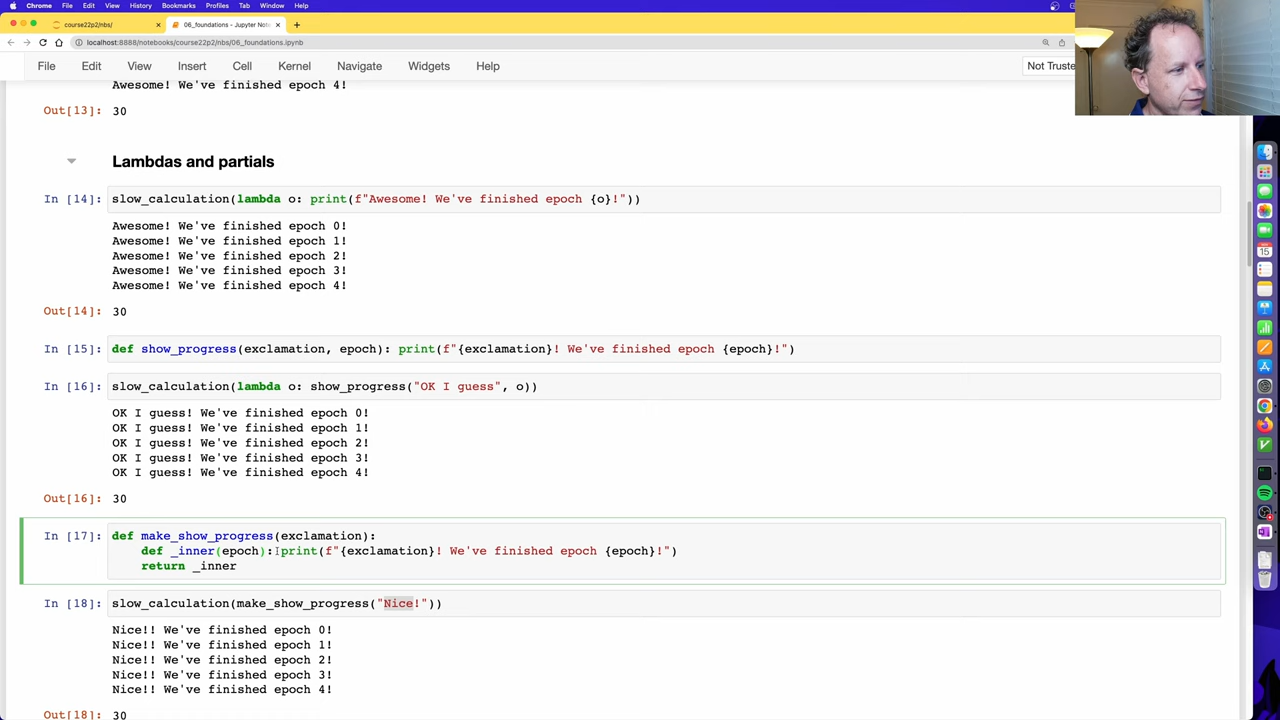 Chrome File Edit View History Bookmarks Profiles Tab Window Help
course22p2/nbs/ × 06_foundations - Jupyter Not × +
localhost:8888/notebooks/course22p2/nbs/06_foundations.ipynb
File Edit View Insert Cell Kernel Navigate Widgets Help Not Truste
Awesome! We've finished epoch 4!
Out[13]: 30
Lambdas and partials
In [14]: slow_calculation(lambda o: print(f"Awesome! We've finished epoch {o}!"))
Awesome! We've finished epoch 0!
Awesome! We've finished epoch 1!
Awesome! We've finished epoch 2!
Awesome! We've finished epoch 3!
Awesome! We've finished epoch 4!
Out[14]: 30
In [15]: def show_progress(exclamation, epoch): print(f"{exclamation}! We've finished epoch {epoch}!")
In [16]: slow_calculation(lambda o: show_progress("OK I guess", o))
OK I guess! We've finished epoch 0!
OK I guess! We've finished epoch 1!
OK I guess! We've finished epoch 2!
OK I guess! We've finished epoch 3!
OK I guess! We've finished epoch 4!
Out[16]: 30
In [17]: def make_show_progress(exclamation):
def _inner(epoch): print(f"{exclamation}! We've finished epoch {epoch}!")
return _inner
In [18]: slow_calculation(make_show_progress("Nice!"))
Nice!! We've finished epoch 0!
Nice!! We've finished epoch 1!
Nice!! We've finished epoch 2!
Nice!! We've finished epoch 3!
Nice!! We've finished epoch 4!
Out[18]: 30
15